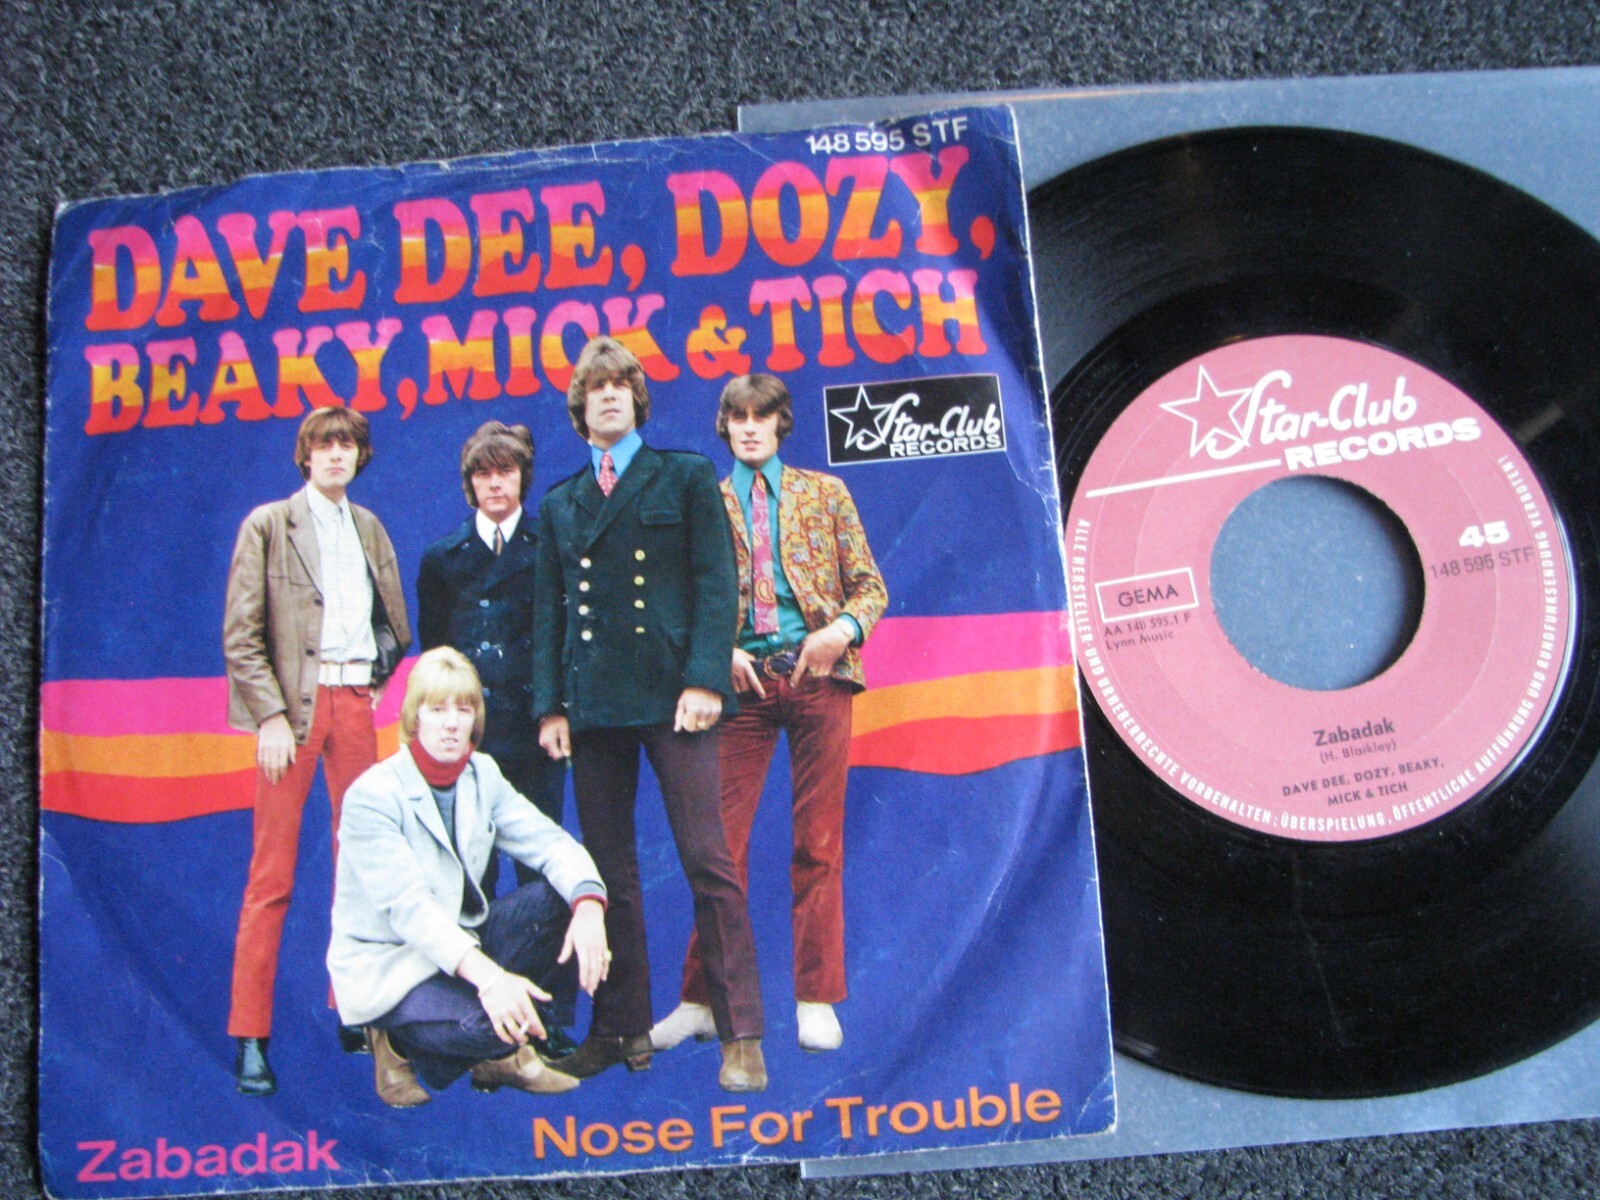 148 595 STF
DAVE DEE, DOZY,
BEAKY, MICK & TICH
Star-Club
RECORDS
Zabadak
Nose For Trouble
Star-Club
RECORDS
45
148 595 STF
GEMA
AA 148 595.1 F
Lynn Music
Zabadak
(H. Blaikley)
DAVE DEE, DOZY, BEAKY,
MICK & TICH
ALLE HERSTELLER- UND URHEBERRECHTE VORBEHALTEN; ÜBERSPIELUNG, ÖFFENTLICHE AUFFÜHRUNG UND RUNDFUNKSENDUNG VERBOTEN!